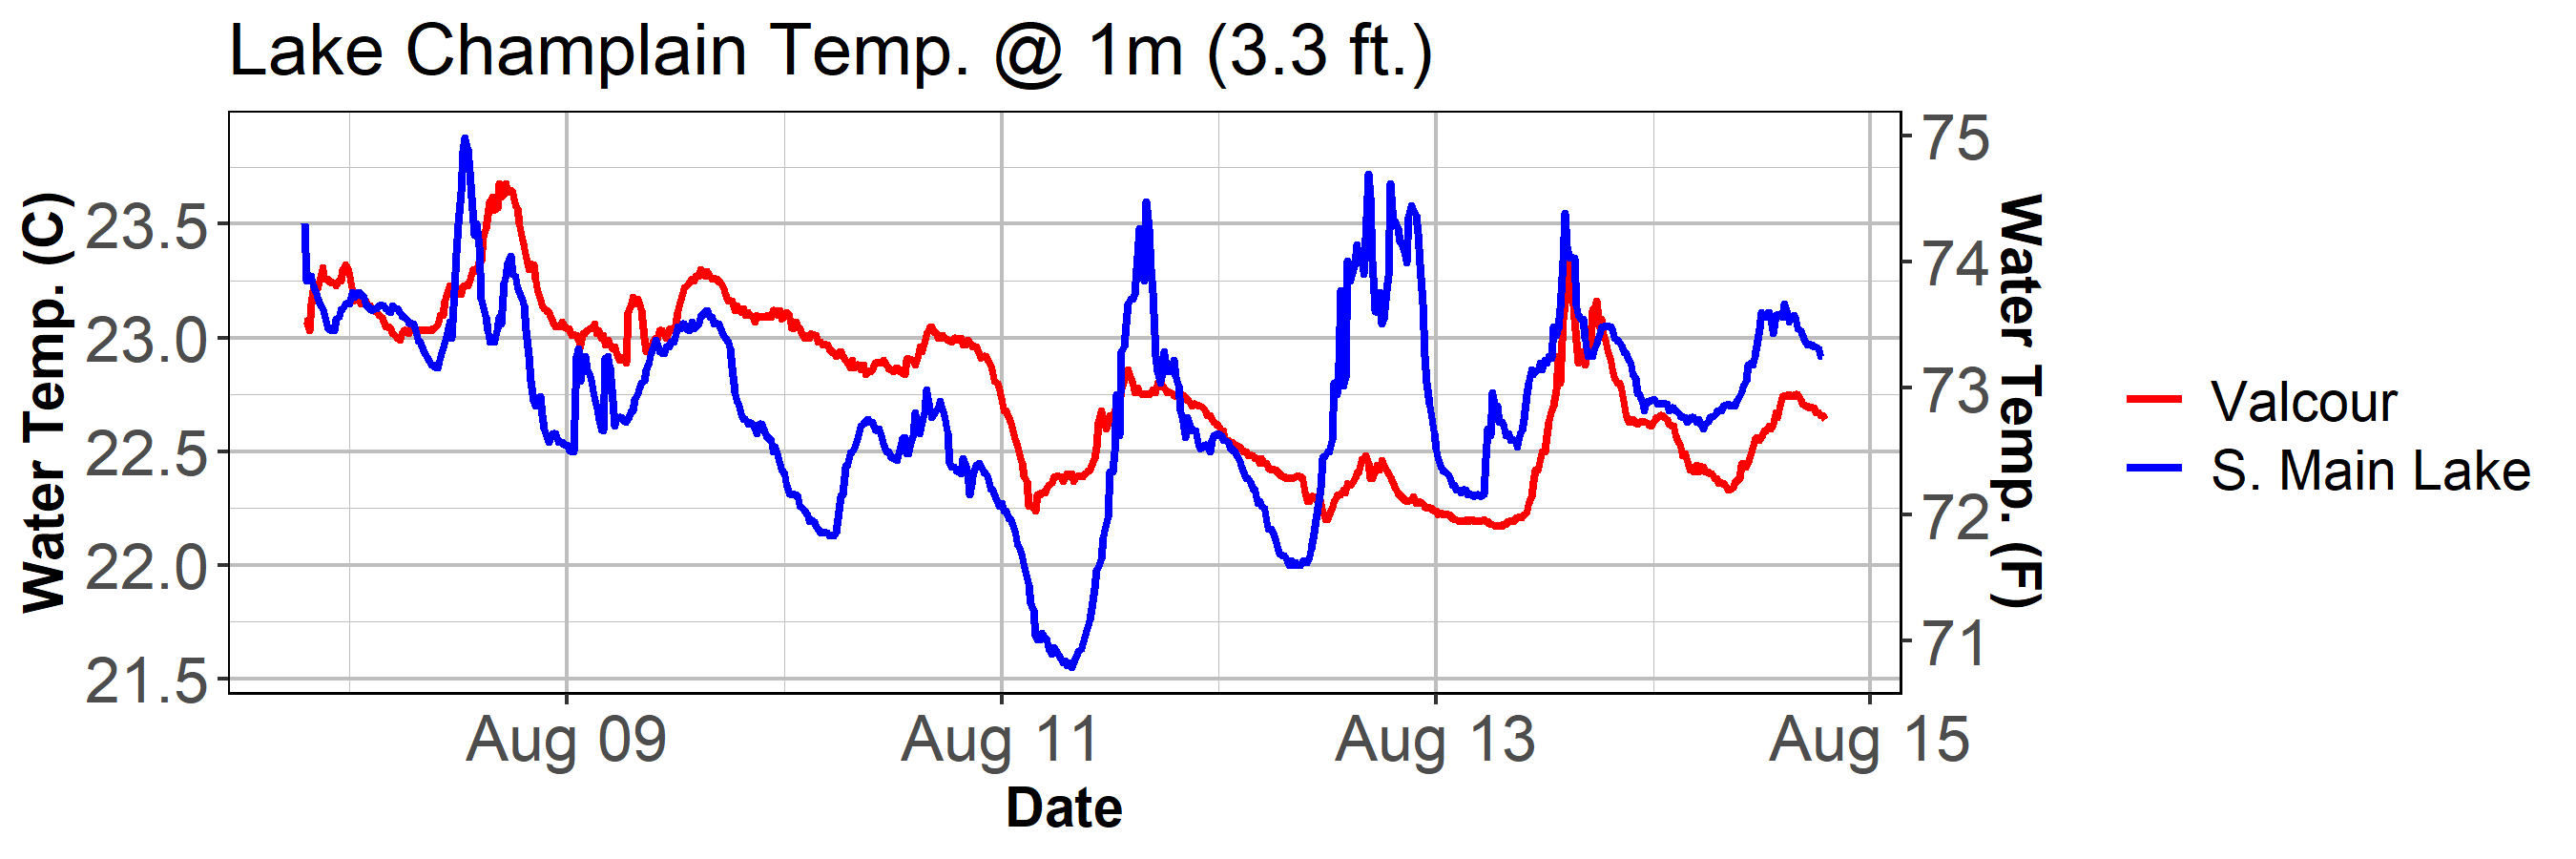 Lake Champlain Temp. @ 1m (3.3 ft.)
Water Temp. (C)
23.5
23.0
22.5
22.0
21.5
75
74
73
72
71
Water Temp. (F)
Aug 09
Aug 11
Aug 13
Aug 15
Date
Valcour
S. Main Lake